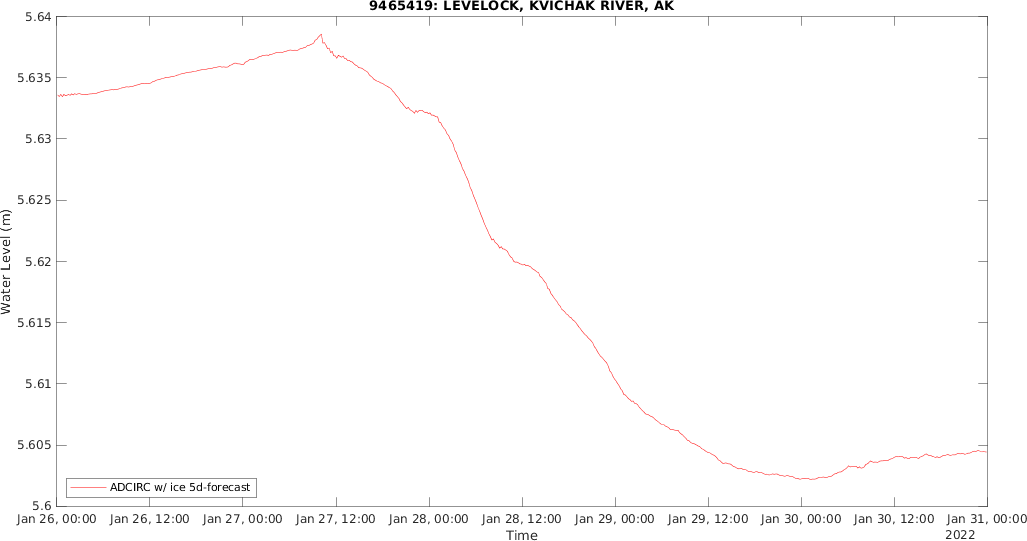 9465419: LEVELOCK, KVICHAK RIVER, AK
5.64
5.635
5.63
5.625
5.62
5.615
5.61
5.605
5.6
Water Level (m)
ADCIRC w/ ice 5d-forecast
Jan 26, 00:00 Jan 26, 12:00 Jan 27, 00:00 Jan 27, 12:00 Jan 28, 00:00 Jan 28, 12:00 Jan 29, 00:00 Jan 29, 12:00 Jan 30, 00:00 Jan 30, 12:00 Jan 31, 00:00
Time
2022